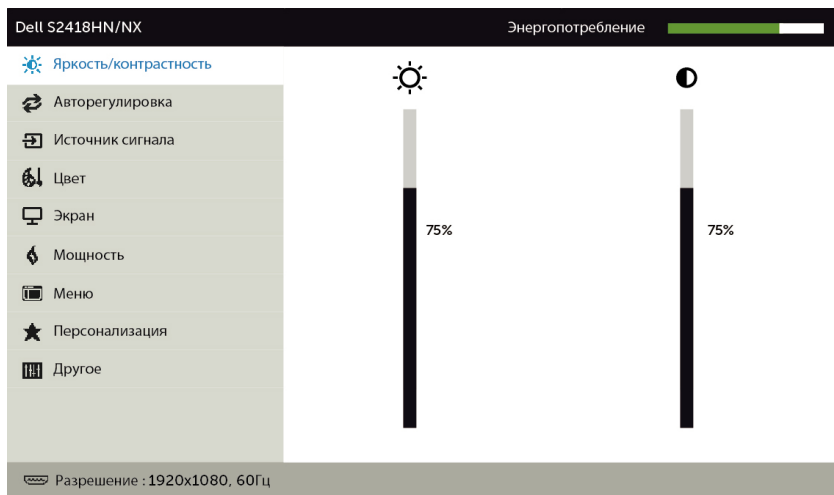 Dell S2418HN/NX
Энергопотребление
Яркость/контрастность
Авторегулировка
Источник сигнала
Цвет
Экран
Мощность
Меню
Персонализация
Другое
75%
75%
Разрешение : 1920x1080, 60Гц